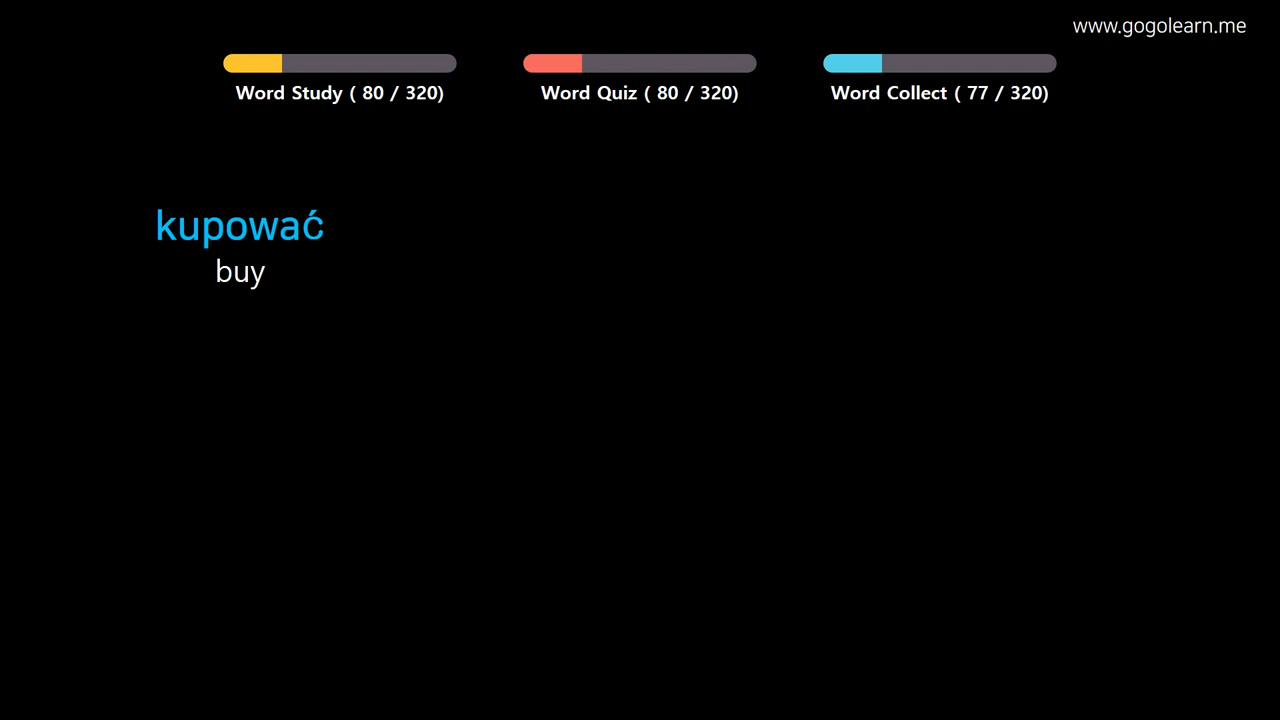 www.gogolearn.me
Word Study ( 80 / 320)
Word Quiz ( 80 / 320)
Word Collect ( 77 / 320)
kupować
buy